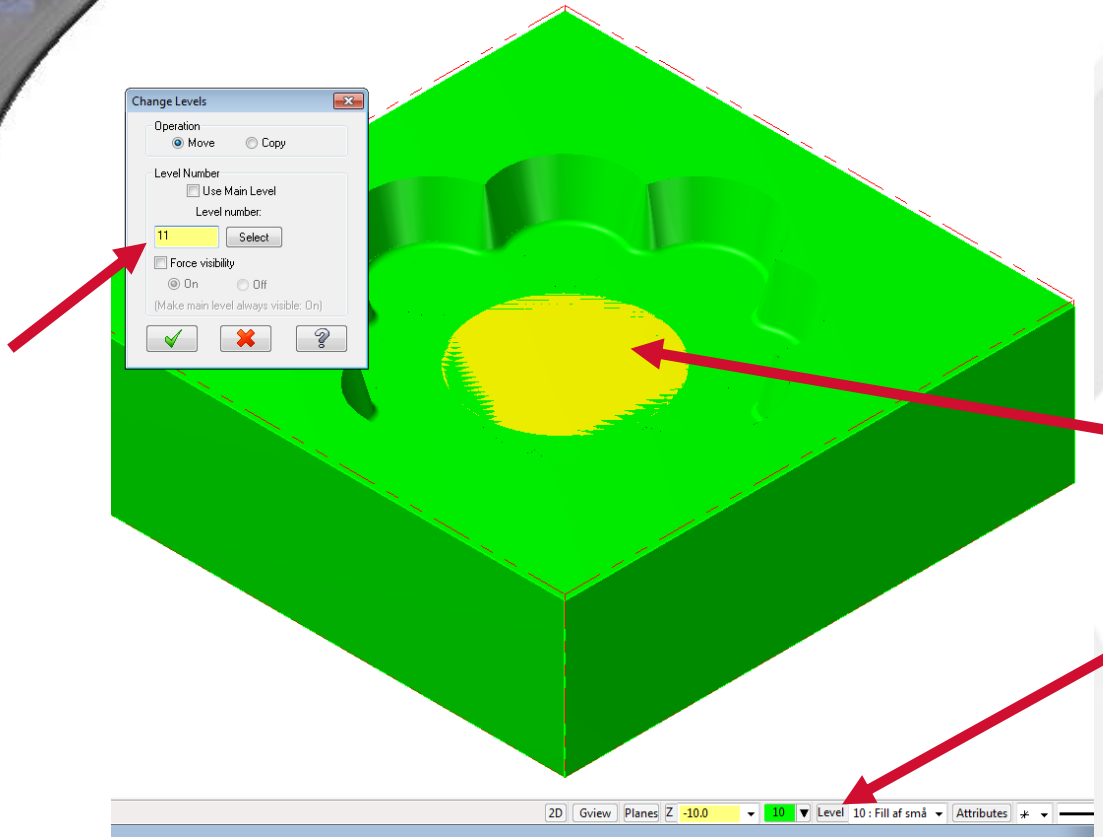 Change Levels
Operation
Move Copy
Level Number
Use Main Level
Level number:
11 Select
Force visibility
On Off
(Make main level always visible: On)
2D Gview Planes Z -10.0 10 Level 10 : Fill af små Attributes